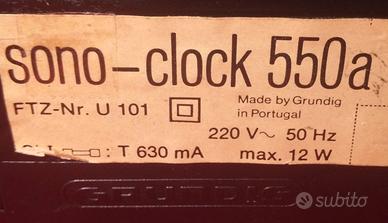 sono-clock 550a
FTZ-Nr. U 101
Made by Grundig
in Portugal
220 V~ 50 Hz
: T 630 mA max. 12 W
GRUNDIG
subito